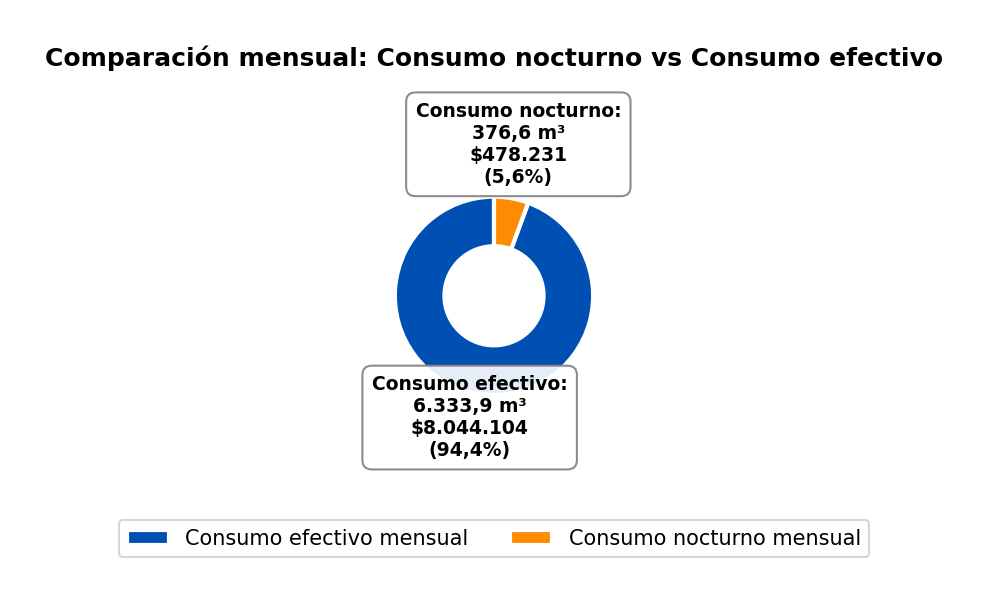 Comparación mensual: Consumo nocturno vs Consumo efectivo
Consumo nocturno:
376,6 m³
$478.231
(5,6%)
Consumo efectivo:
6.333,9 m³
$8.044.104
(94,4%)
Consumo efectivo mensual
Consumo nocturno mensual